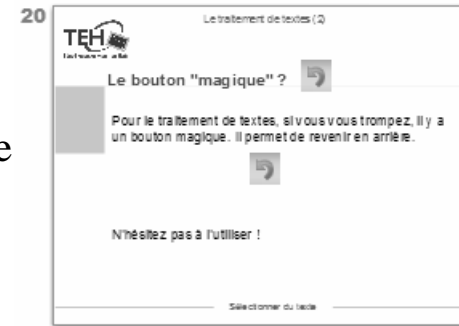 20
Le traitement de textes (2)
TEH
Le bouton "magique" ?
Pour le traitement de textes, si vous vous trompez, il y a
un bouton magique. Il permet de revenir en arrière.
e
N'hésitez pas à l'utiliser !
Sélectionner du texte